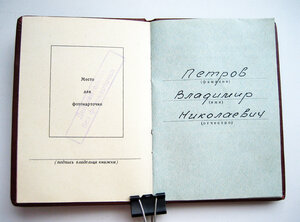 Место
для
фотокарточки
(подпись владельца книжки)
Петров
(фамилия)
Владимир
(имя)
Николаевич
(отчество)